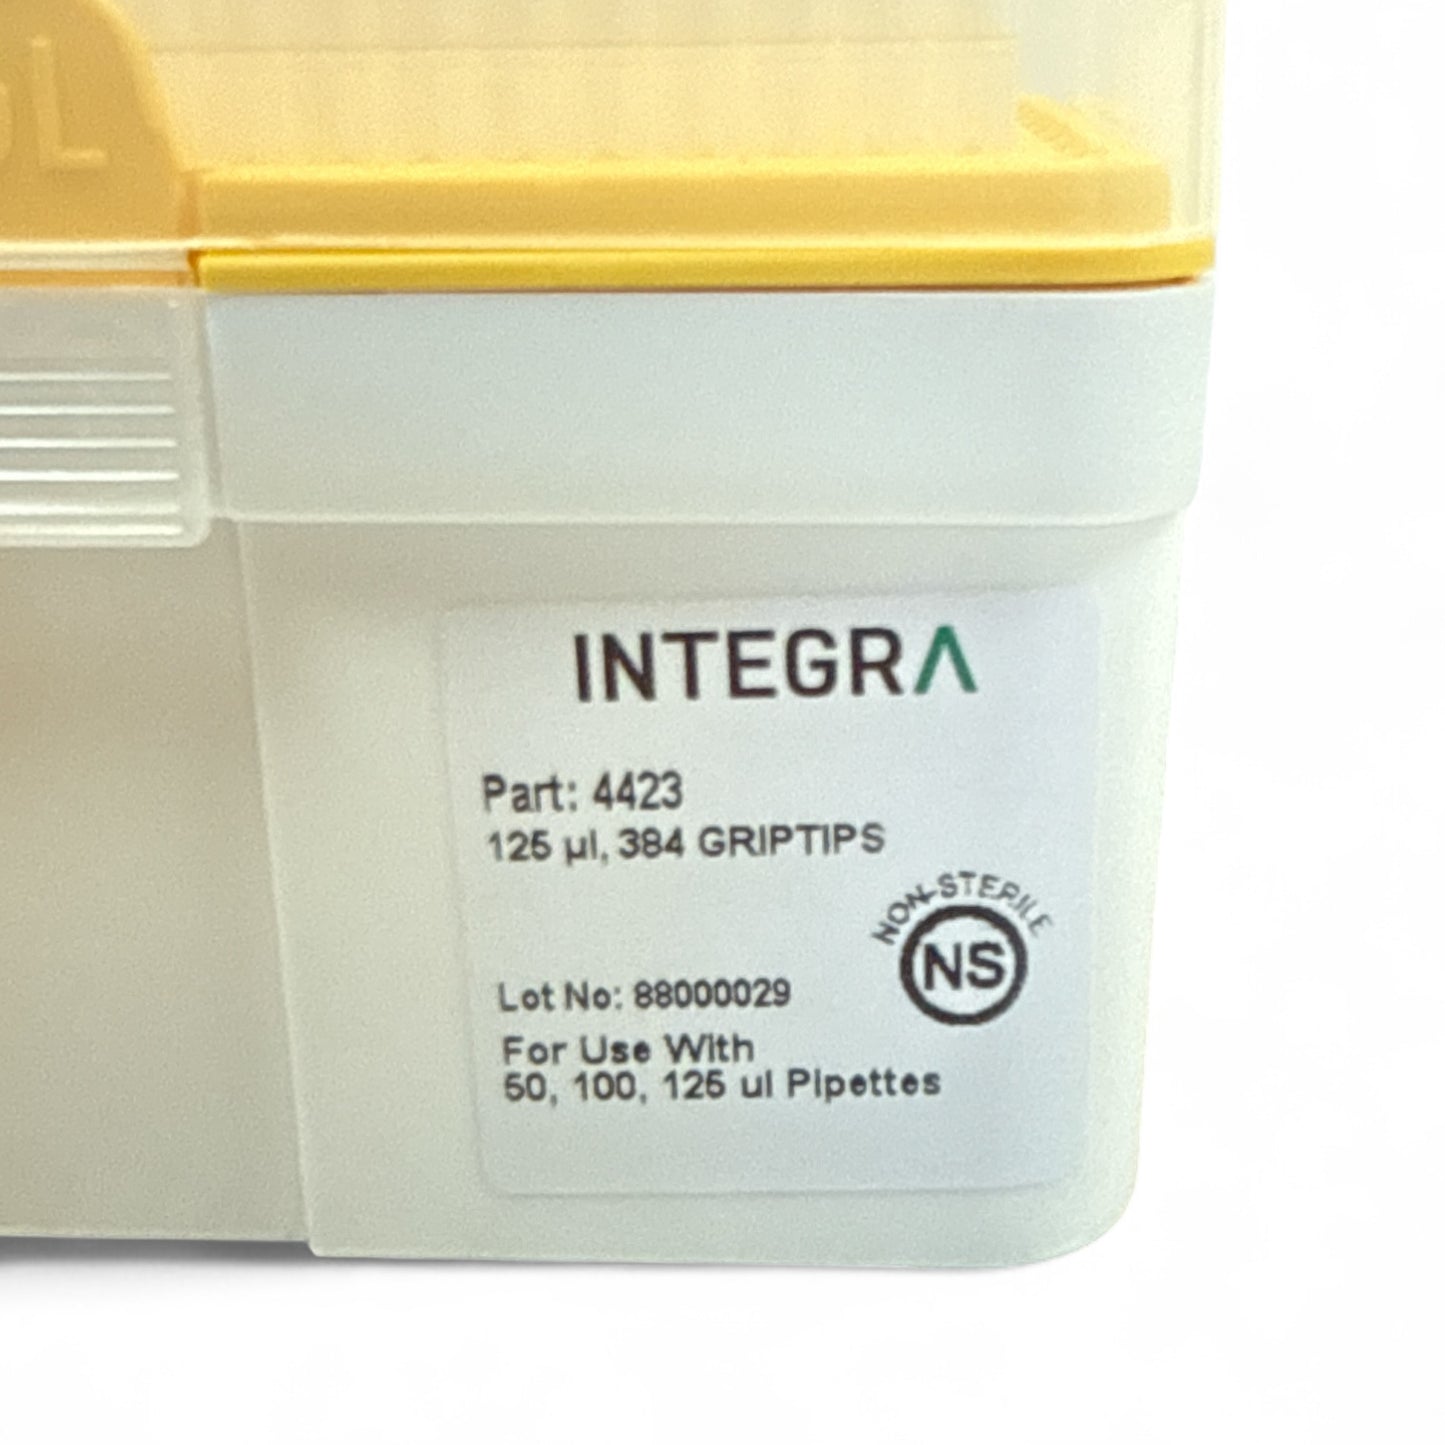 L
INTEGRA
Part: 4423
125 µl, 384 GRIPTIPS
NON-STERILE
NS
Lot No: 88000029
For Use With
50, 100, 125 ul Pipettes